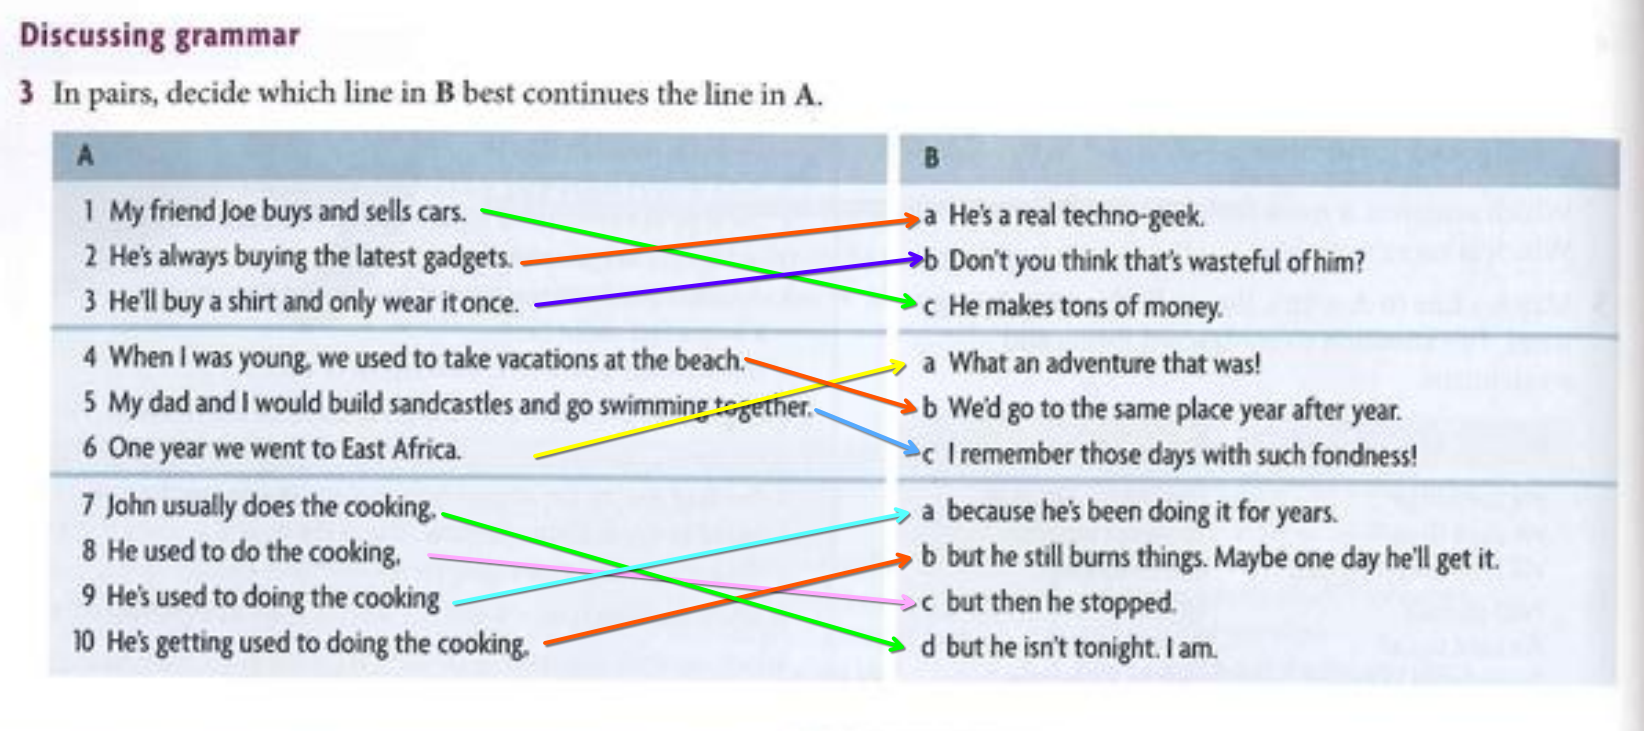 Discussing grammar
3 In pairs, decide which line in B best continues the line in A.
A
1 My friend Joe buys and sells cars.
2 He's always buying the latest gadgets.
3 He'll buy a shirt and only wear it once.
4 When I was young, we used to take vacations at the beach.
5 My dad and I would build sandcastles and go swimming together.
6 One year we went to East Africa.
7 John usually does the cooking,
8 He used to do the cooking,
9 He's used to doing the cooking
10 He's getting used to doing the cooking,
B
a He's a real techno-geek.
b Don't you think that's wasteful of him?
c He makes tons of money.
a What an adventure that was!
b We'd go to the same place year after year.
c I remember those days with such fondness!
a because he's been doing it for years.
b but he still burns things. Maybe one day he'll get it.
c but then he stopped.
d but he isn't tonight. I am.